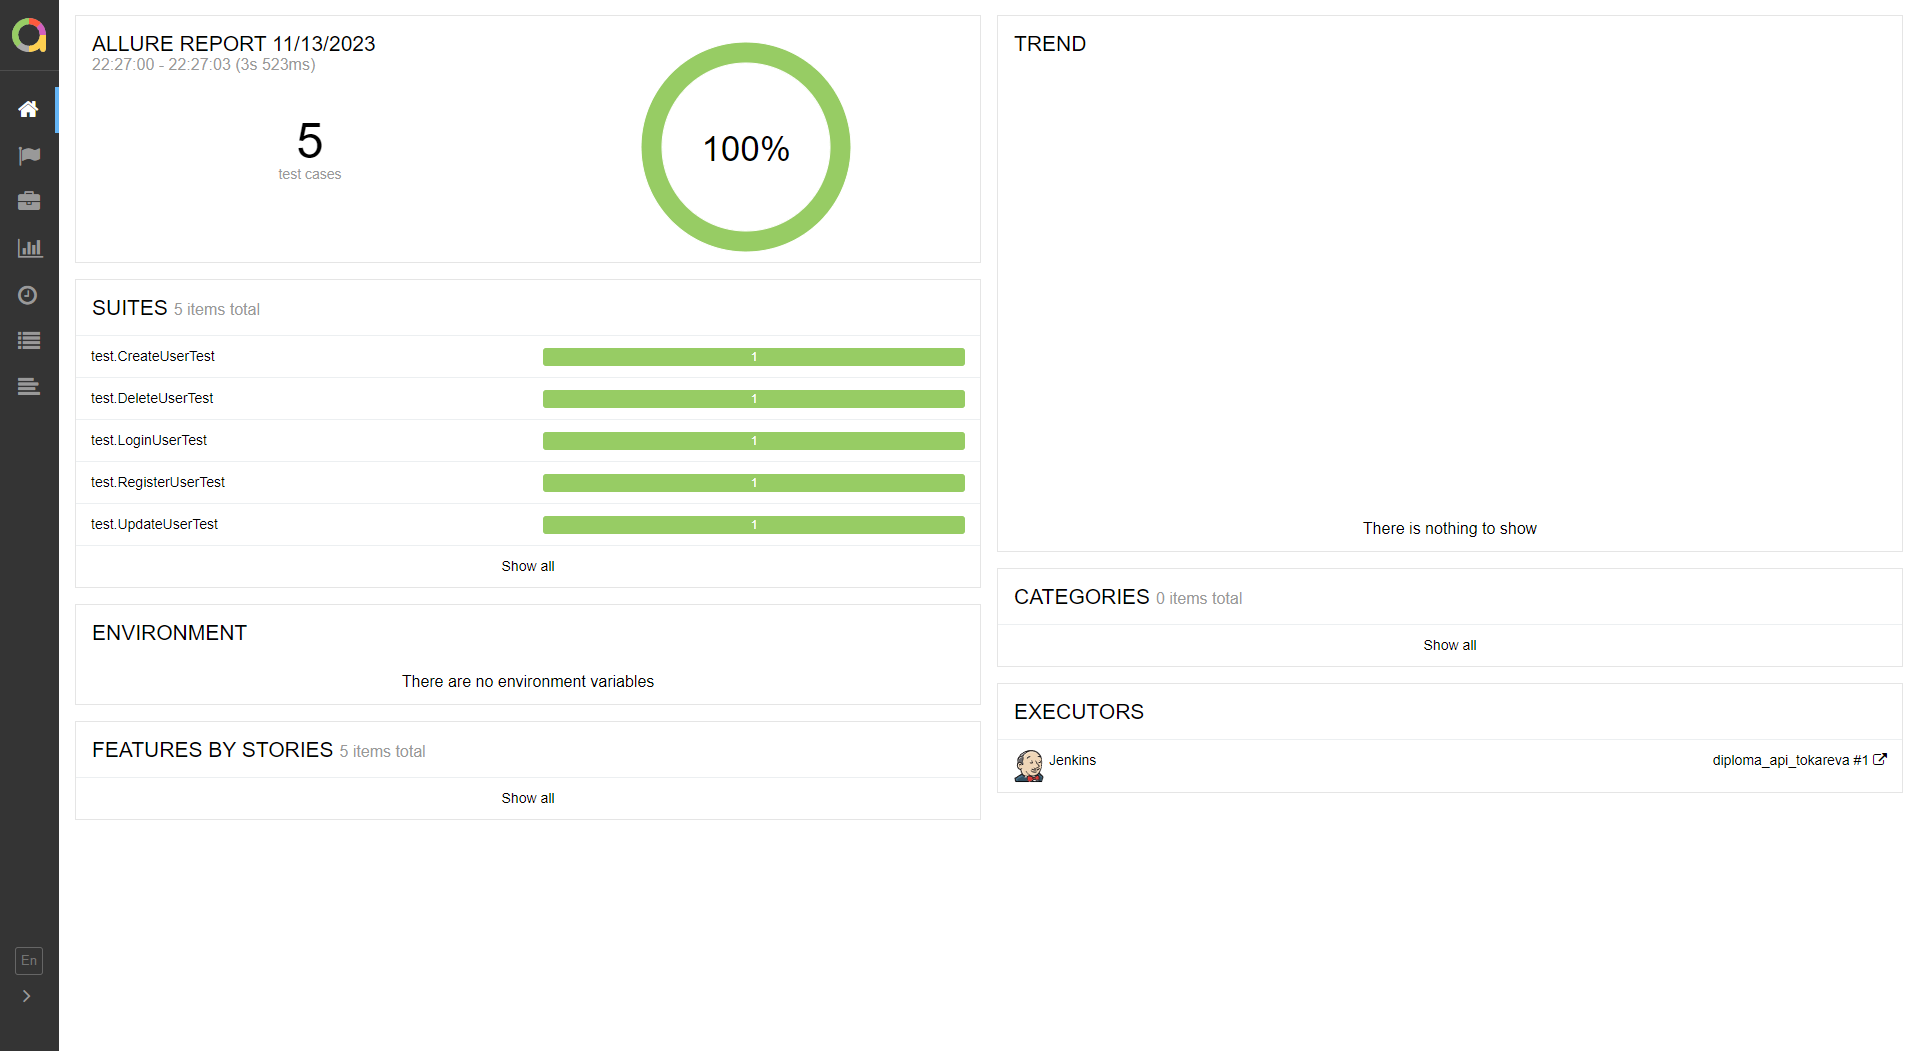 ALLURE REPORT 11/13/2023
22:27:00 - 22:27:03 (3s 523ms)
5
test cases
100%
SUITES 5 items total
test.CreateUserTest 1
test.DeleteUserTest 1
test.LoginUserTest 1
test.RegisterUserTest 1
test.UpdateUserTest 1
Show all
ENVIRONMENT
There are no environment variables
FEATURES BY STORIES 5 items total
Show all
TREND
There is nothing to show
CATEGORIES 0 items total
Show all
EXECUTORS
Jenkins diploma_api_tokareva #1
En